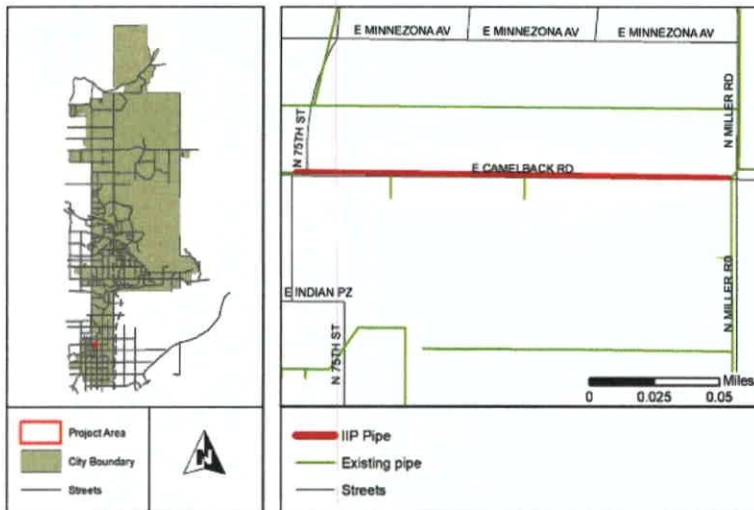 E MINNEZONA AV
E MINNEZONA AV
E MINNEZONA AV
N MILLER RD
N 75TH ST
E CAMELBACK RD
N MILLER RD
E INDIAN PZ
N 75TH ST
Miles
0 0.025 0.05
Project Area
City Boundary
Streets
N
IIP Pipe
Existing pipe
Streets